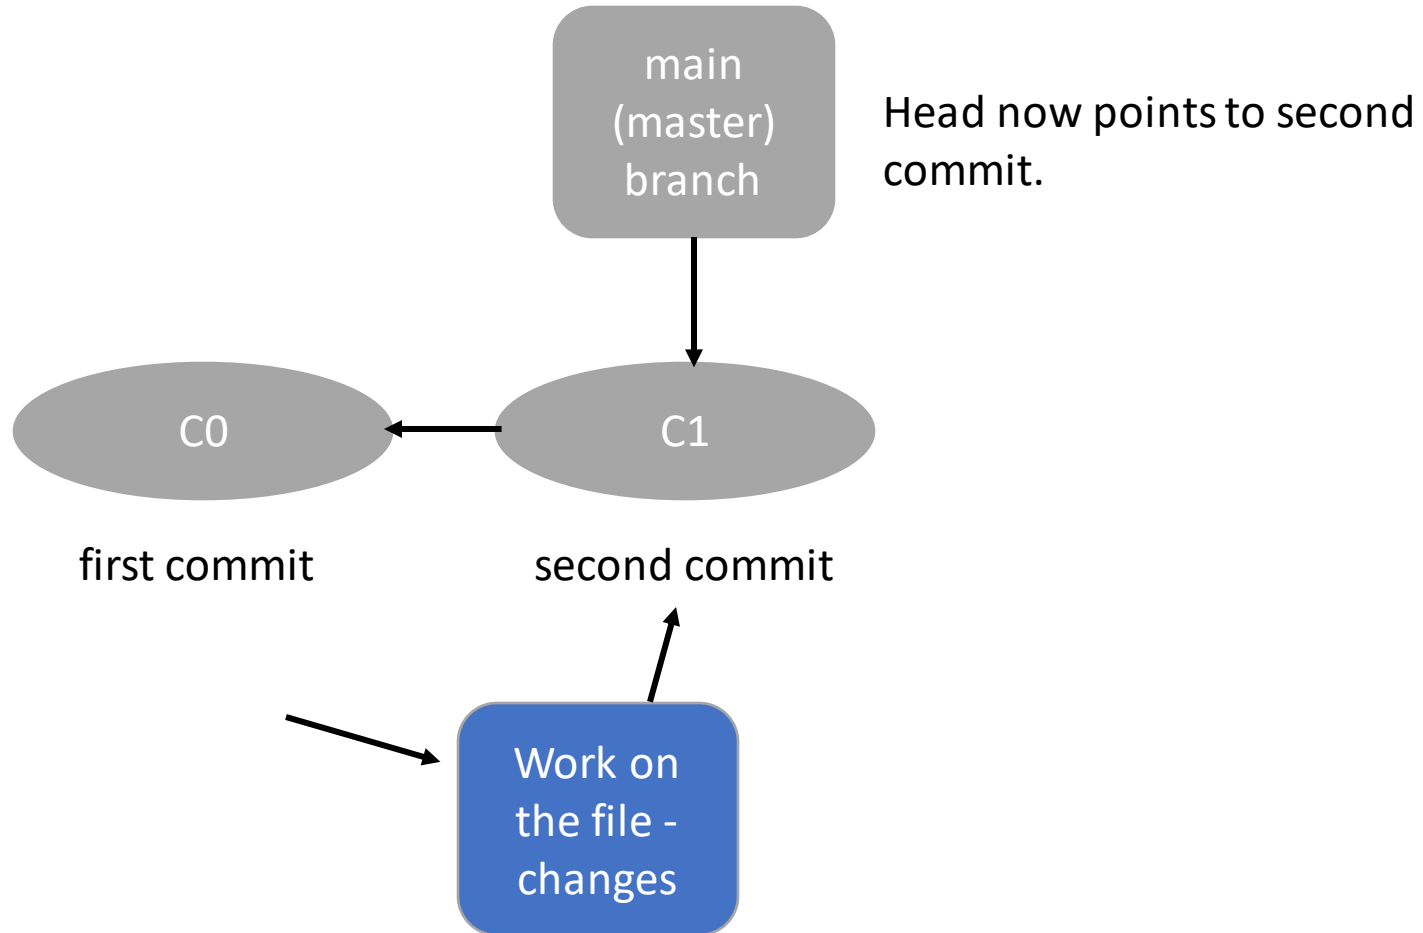 main
(master)
branch
Head now points to second
commit.
C0
C1
first commit
second commit
Work on
the file -
changes